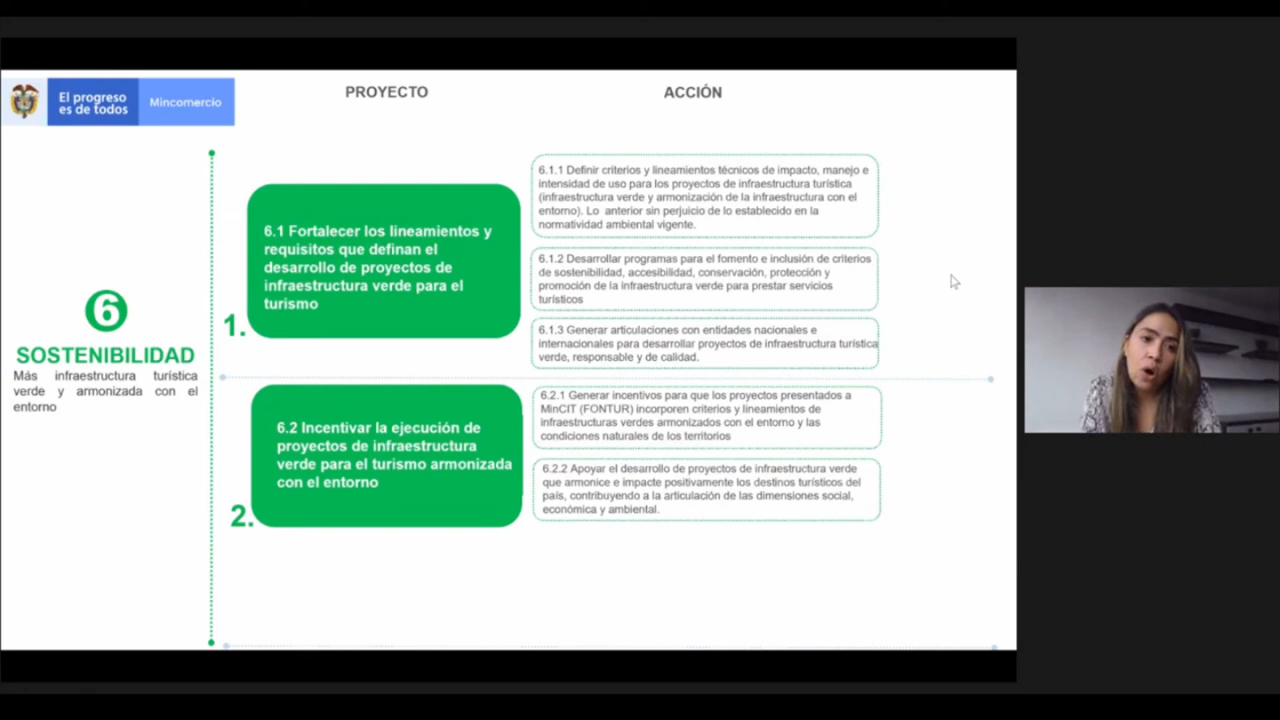 El progreso
es de todos
Mincomercio
PROYECTO
ACCIÓN
6
SOSTENIBILIDAD
Más infraestructura turística
verde y armonizada con el
entorno
1.
6.1 Fortalecer los lineamientos y
requisitos que definan el
desarrollo de proyectos de
infraestructura verde para el
turismo
6.1.1 Definir criterios y lineamientos técnicos de impacto, manejo e
intensidad de uso para los proyectos de infraestructura turística
(infraestructura verde y armonización de la infraestructura con el
entorno). Lo anterior sin perjuicio de lo establecido en la
normatividad ambiental vigente.
6.1.2 Desarrollar programas para el fomento e inclusión de criterios
de sostenibilidad, accesibilidad, conservación, protección y
promoción de la infraestructura verde para prestar servicios
turísticos
6.1.3 Generar articulaciones con entidades nacionales e
internacionales para desarrollar proyectos de infraestructura turística
verde, responsable y de calidad.
2.
6.2 Incentivar la ejecución de
proyectos de infraestructura
verde para el turismo armonizada
con el entorno
6.2.1 Generar incentivos para que los proyectos presentados a
MinCIT (FONTUR) incorporen criterios y lineamientos de
infraestructuras verdes armonizados con el entorno y las
condiciones naturales de los territorios
6.2.2 Apoyar el desarrollo de proyectos de infraestructura verde
que armonice e impacte positivamente los destinos turísticos del
país, contribuyendo a la articulación de las dimensiones social,
económica y ambiental.